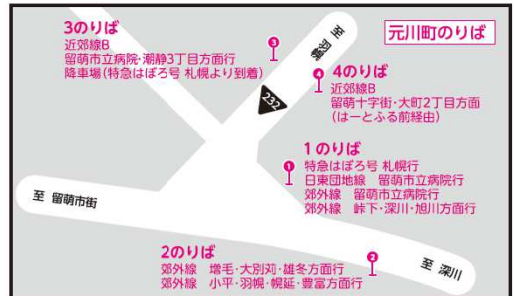 元川町のりば
3のりば
近郊線B
留萌市立病院・潮静3丁目方面行
降車場(特急はぼろ号 札幌より到着)
3
至 羽幌
4
4のりば
近郊線B
留萌十字街・大町2丁目方面
(はーとふる前経由)
232
1のりば
1
特急はぼろ号 札幌行
日東団地線 留萌市立病院行
郊外線 留萌市立病院行
郊外線 峠下・深川・旭川方面行
至 留萌市街
2のりば
郊外線 増毛・大別苅・雄冬方面行
郊外線 小平・羽幌・幌延・豊富方面行
2
至 深川